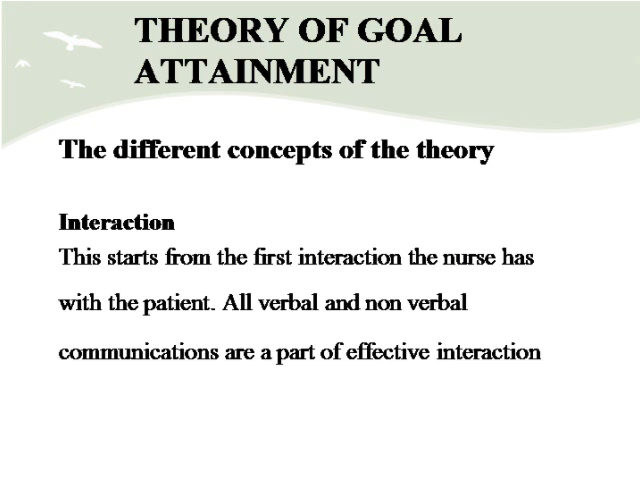 THEORY OF GOAL
ATTAINMENT
The different concepts of the theory
Interaction
This starts from the first interaction the nurse has
with the patient. All verbal and non verbal
communications are a part of effective interaction